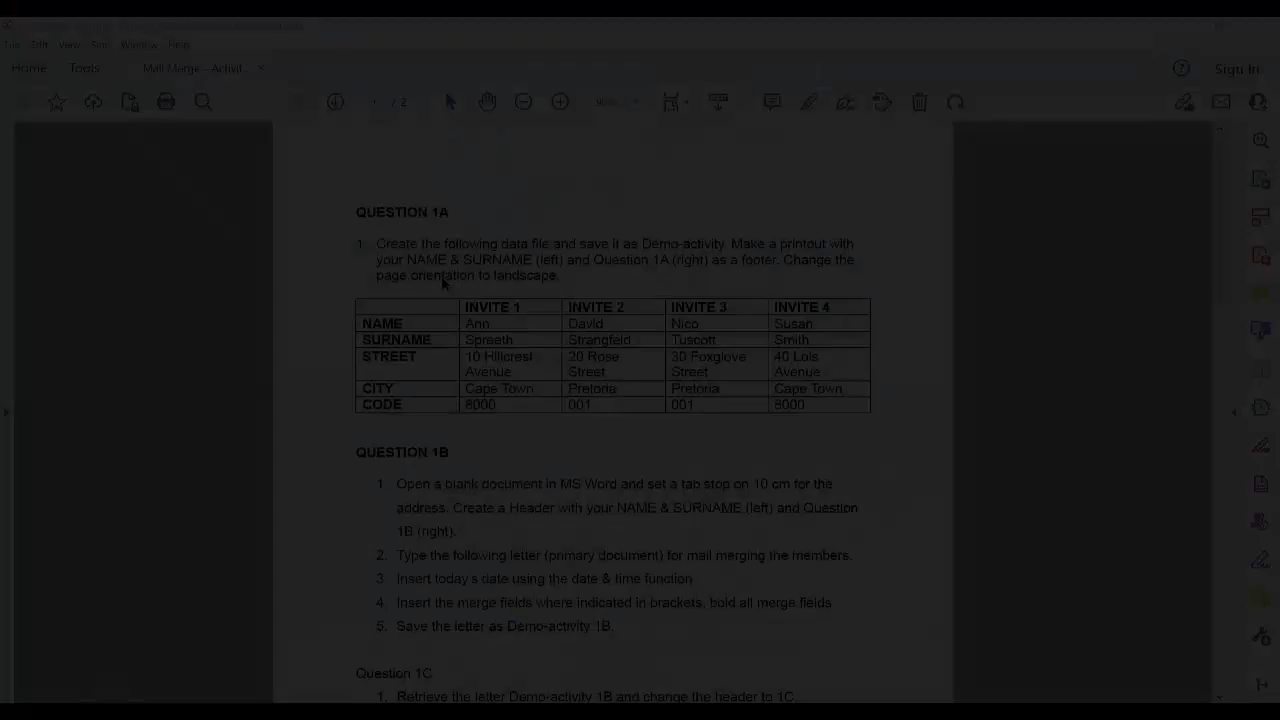 File Edit View Sign Window Help
Home Tools Mail Merge - Activit... × Sign In
/ 2
QUESTION 1A
1. Create the following data file and save it as Demo-activity. Make a printout with
your NAME & SURNAME (left) and Question 1A (right) as a footer. Change the
page orientation to landscape.
INVITE 1 INVITE 2 INVITE 3 INVITE 4
NAME Ann David Nico Susan
SURNAME Spreeth Strangfeld Tuscott Smith
STREET 10 Hillcrest 20 Rose 30 Foxglove 40 Lois
Avenue Street Street Avenue
CITY Cape Town Pretoria Pretoria Cape Town
CODE 8000 001 001 8000
QUESTION 1B
1. Open a blank document in MS Word and set a tab stop on 10 cm for the
address. Create a Header with your NAME & SURNAME (left) and Question
1B (right).
2. Type the following letter (primary document) for mail merging the members.
3. Insert today's date using the date & time function
4. Insert the merge fields where indicated in brackets, bold all merge fields
5. Save the letter as Demo-activity 1B.
Question 1C
1. Retrieve the letter Demo-activity 1B and change the header to 1C.